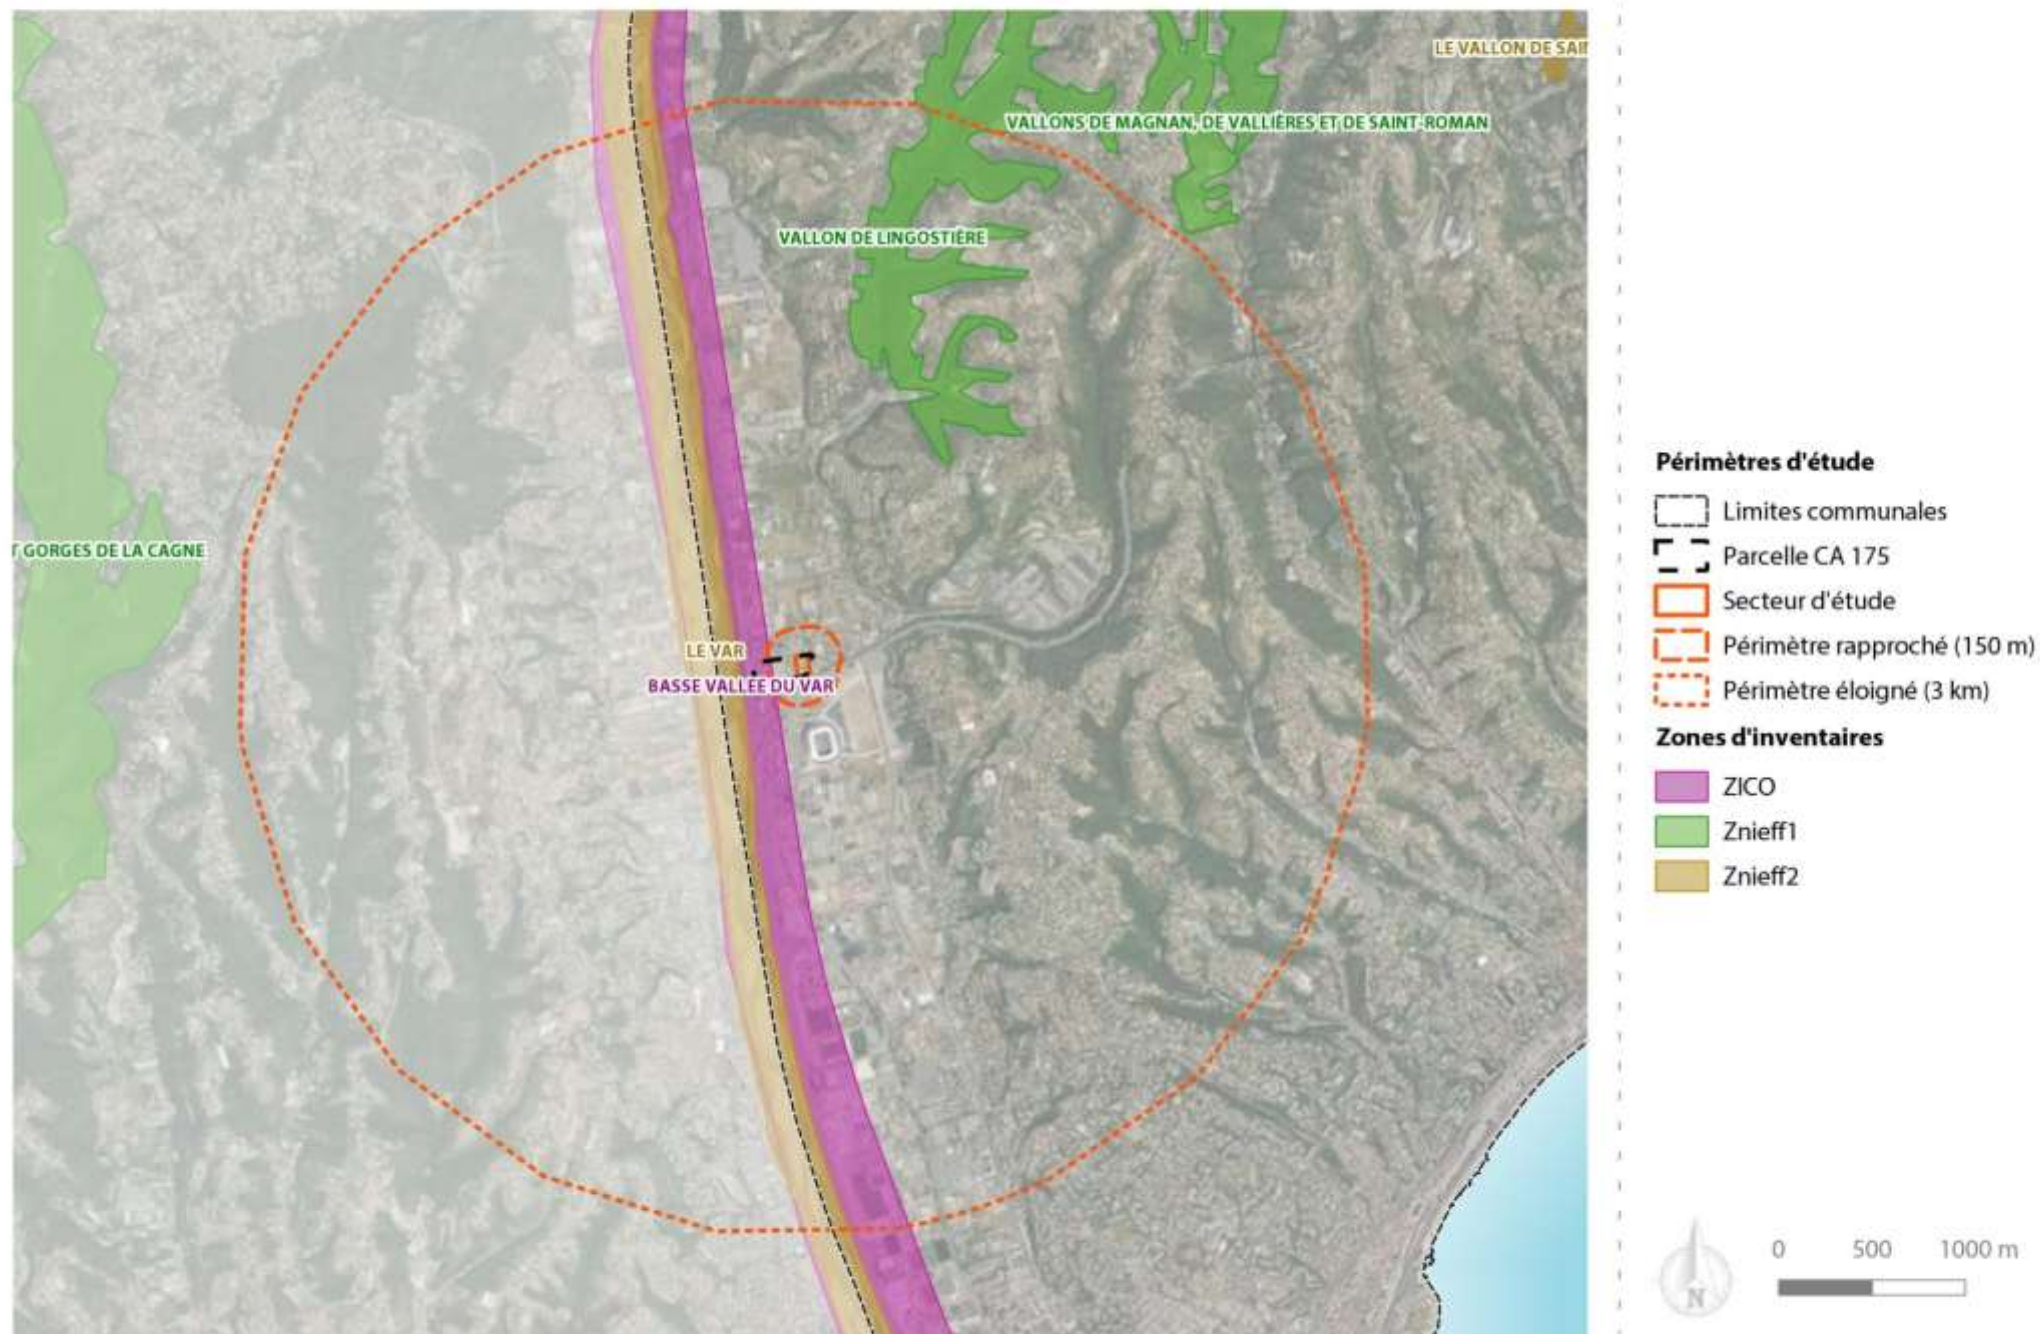 LE VALLON DE SAI
VALLONS DE MAGNAN, DE VALLIÈRES ET DE SAINT-ROMAN
VALLON DE LINGOSTIÈRE
T GORGES DE LA CAGNE
LE VAR
BASSE VALLÉE DU VAR
Périmètres d'étude
Limites communales
Parcelle CA 175
Secteur d'étude
Périmètre rapproché (150 m)
Périmètre éloigné (3 km)
Zones d'inventaires
ZICO
Znieff1
Znieff2
N
0 500 1000 m